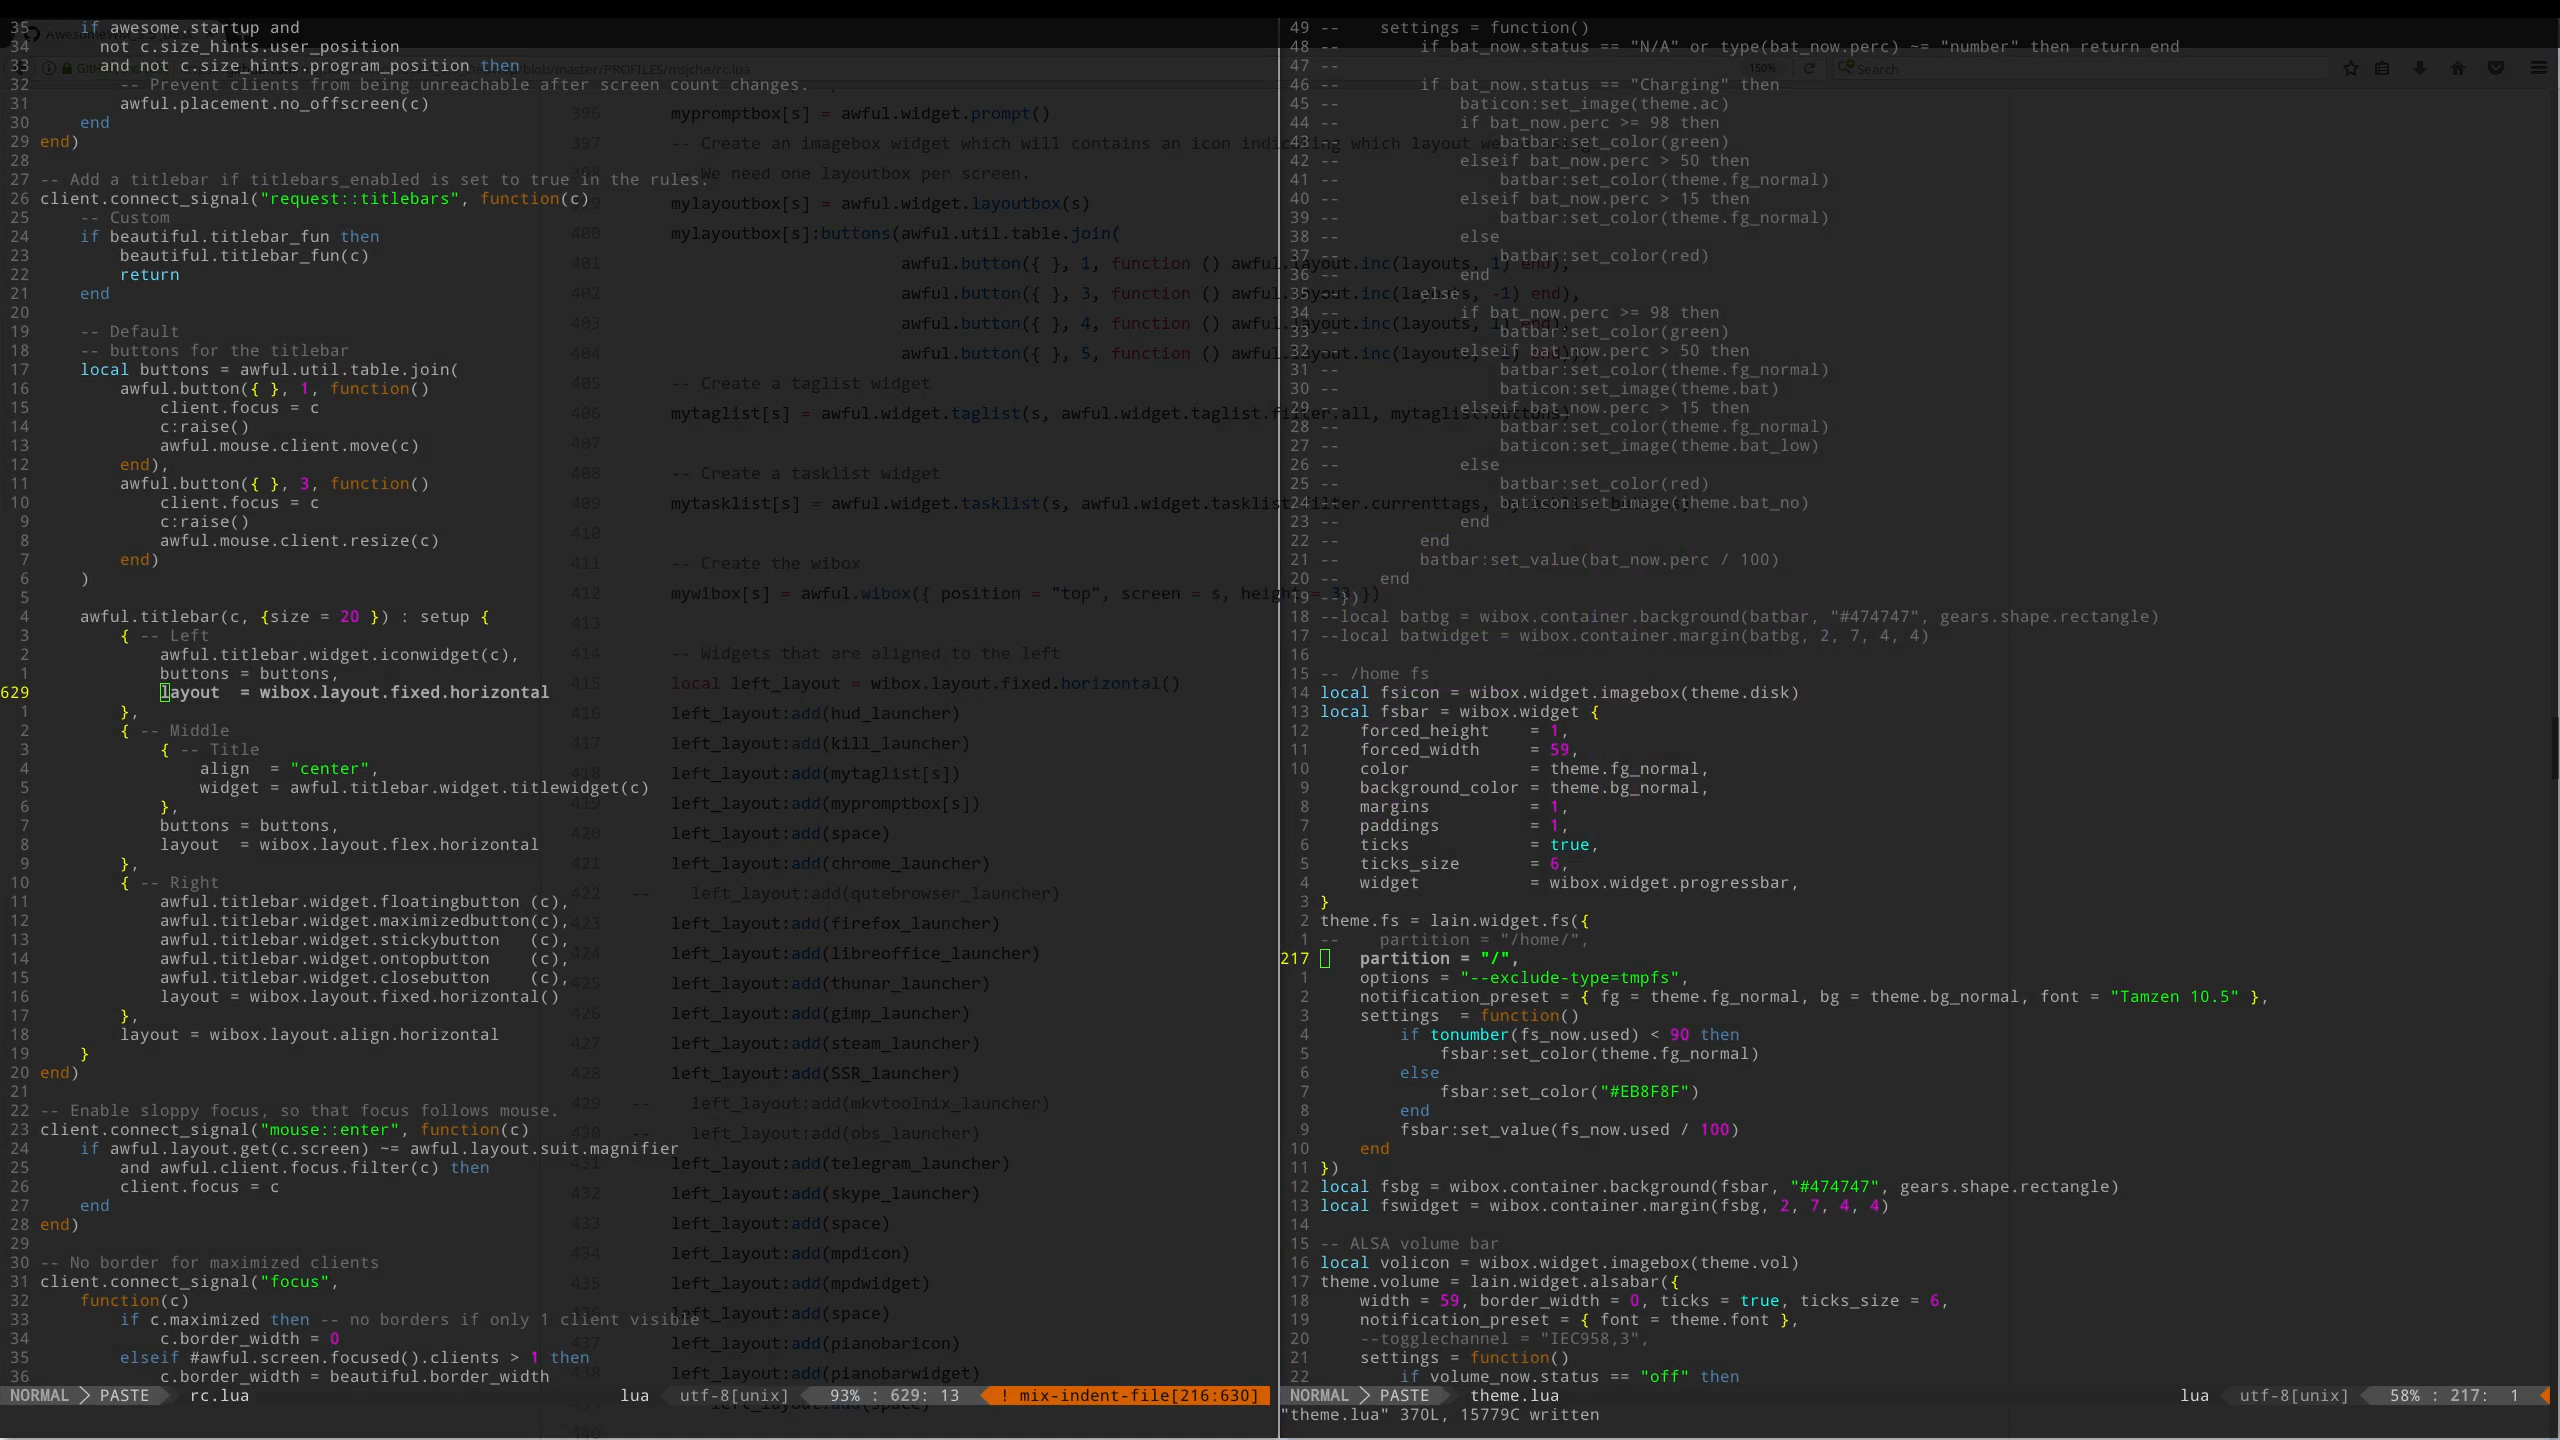 35     if awesome.startup and
34       not c.size_hints.user_position
33       and not c.size_hints.program_position then
32         -- Prevent clients from being unreachable after screen count changes.
31         awful.placement.no_offscreen(c)
30     end
29 end)
28
27 -- Add a titlebar if titlebars_enabled is set to true in the rules.
26 client.connect_signal("request::titlebars", function(c)
25     -- Custom
24     if beautiful.titlebar_fun then
23         beautiful.titlebar_fun(c)
22         return
21     end
20
19     -- Default
18     -- buttons for the titlebar
17     local buttons = awful.util.table.join(
16         awful.button({ }, 1, function()
15             client.focus = c
14             c:raise()
13             awful.mouse.client.move(c)
12         end),
11         awful.button({ }, 3, function()
10             client.focus = c
9             c:raise()
8             awful.mouse.client.resize(c)
7         end)
6     )
5
4     awful.titlebar(c, {size = 20 }) : setup {
3         { -- Left
2             awful.titlebar.widget.iconwidget(c),
1             buttons = buttons,
629             layout  = wibox.layout.fixed.horizontal
1         },
2         { -- Middle
3             { -- Title
4                 align  = "center",
5                 widget = awful.titlebar.widget.titlewidget(c)
6             },
7             buttons = buttons,
8             layout  = wibox.layout.flex.horizontal
9         },
10         { -- Right
11             awful.titlebar.widget.floatingbutton (c),
12             awful.titlebar.widget.maximizedbutton(c),
13             awful.titlebar.widget.stickybutton   (c),
14             awful.titlebar.widget.ontopbutton    (c),
15             awful.titlebar.widget.closebutton    (c),
16             layout = wibox.layout.fixed.horizontal()
17         },
18         layout = wibox.layout.align.horizontal
19     }
20 end)
21
22 -- Enable sloppy focus, so that focus follows mouse.
23 client.connect_signal("mouse::enter", function(c)
24     if awful.layout.get(c.screen) ~= awful.layout.suit.magnifier
25         and awful.client.focus.filter(c) then
26         client.focus = c
27     end
28 end)
29
30 -- No border for maximized clients
31 client.connect_signal("focus",
32     function(c)
33         if c.maximized then -- no borders if only 1 client visible
34             c.border_width = 0
35         elseif #awful.screen.focused().clients > 1 then
36             c.border_width = beautiful.border_width
NORMAL PASTE rc.lua lua utf-8[unix] 93% : 629: 13 ! mix-indent-file[216:630]
/blob/master/PROFILES/msjche/rc.lua
150%
Search
396 mypromptbox[s] = awful.widget.prompt()
397 -- Create an imagebox widget which will contains an icon which layout
We need one layoutbox per screen.
mylayoutbox[s] = awful.widget.layoutbox(s)
400 mylayoutbox[s]:buttons(awful.util.table.join(
401 awful.button({ }, 1, function () awful.layout.inc(layouts, 1) end),
402 awful.button({ }, 3, function () awful.layout.inc(layouts, -1) end),
403 awful.button({ }, 4, function () awful.layout.inc(layouts,
404 awful.button({ }, 5, function () awful.layout.inc(layouts,
405 -- Create a taglist widget
406 mytaglist[s] = awful.widget.taglist(s, awful.widget.taglist.filter.all, mytaglist.buttons)
407
408 -- Create a tasklist widget
409 mytasklist[s] = awful.widget.tasklist(s, awful.widget.tasklist.filter.currenttags,
410
411 -- Create the wibox
412 mywibox[s] = awful.wibox({ position = "top", screen = s, height = })
413
414 -- Widgets that are aligned to the left
415 local left_layout = wibox.layout.fixed.horizontal()
416 left_layout:add(hud_launcher)
417 left_layout:add(kill_launcher)
418 left_layout:add(mytaglist[s])
419 left_layout:add(mypromptbox[s])
420 left_layout:add(space)
421 left_layout:add(chrome_launcher)
422 --    left_layout:add(qutebrowser_launcher)
423 left_layout:add(firefox_launcher)
424 left_layout:add(libreoffice_launcher)
425 left_layout:add(thunar_launcher)
426 left_layout:add(gimp_launcher)
427 left_layout:add(steam_launcher)
428 left_layout:add(SSR_launcher)
429 --    left_layout:add(mkvtoolnix_launcher)
430 --    left_layout:add(obs_launcher)
431 left_layout:add(telegram_launcher)
432 left_layout:add(skype_launcher)
433 left_layout:add(space)
434 left_layout:add(mpdicon)
435 left_layout:add(mpdwidget)
436 left_layout:add(space)
437 left_layout:add(pianobaricon)
438 left_layout:add(pianobarwidget)
left_layout:add(space)
49 --    settings = function()
48 --        if bat_now.status == "N/A" or type(bat_now.perc) ~= "number" then return end
47 --
46 --        if bat_now.status == "Charging" then
45 --            baticon:set_image(theme.ac)
44 --            if bat_now.perc >= 98 then
43 --                batbar:set_color(green)
42 --            elseif bat_now.perc > 50 then
41 --                batbar:set_color(theme.fg_normal)
40 --            elseif bat_now.perc > 15 then
39 --                batbar:set_color(theme.fg_normal)
38 --            else
37 --                batbar:set_color(red)
36 --            end
35 --        else
34 --            if bat_now.perc >= 98 then
33 --                batbar:set_color(green)
32 --            elseif bat_now.perc > 50 then
31 --                batbar:set_color(theme.fg_normal)
30 --                baticon:set_image(theme.bat)
29 --            elseif bat_now.perc > 15 then
28 --                batbar:set_color(theme.fg_normal)
27 --                baticon:set_image(theme.bat_low)
26 --            else
25 --                batbar:set_color(red)
24 --                baticon:set_image(theme.bat_no)
23 --            end
22 --        end
21 --        batbar:set_value(bat_now.perc / 100)
20 --    end
19 --})
18 --local batbg = wibox.container.background(batbar, "#474747", gears.shape.rectangle)
17 --local batwidget = wibox.container.margin(batbg, 2, 7, 4, 4)
16
15 -- /home fs
14 local fsicon = wibox.widget.imagebox(theme.disk)
13 local fsbar = wibox.widget {
12     forced_height    = 1,
11     forced_width     = 59,
10     color            = theme.fg_normal,
9     background_color = theme.bg_normal,
8     margins          = 1,
7     paddings         = 1,
6     ticks            = true,
5     ticks_size       = 6,
4     widget           = wibox.widget.progressbar,
3 }
2 theme.fs = lain.widget.fs({
1 --    partition = "/home/",
217     partition = "/",
1     options = "--exclude-type=tmpfs",
2     notification_preset = { fg = theme.fg_normal, bg = theme.bg_normal, font = "Tamzen 10.5" },
3     settings  = function()
4         if tonumber(fs_now.used) < 90 then
5             fsbar:set_color(theme.fg_normal)
6         else
7             fsbar:set_color("#EB8F8F")
8         end
9         fsbar:set_value(fs_now.used / 100)
10     end
11 })
12 local fsbg = wibox.container.background(fsbar, "#474747", gears.shape.rectangle)
13 local fswidget = wibox.container.margin(fsbg, 2, 7, 4, 4)
14
15 -- ALSA volume bar
16 local volicon = wibox.widget.imagebox(theme.vol)
17 theme.volume = lain.widget.alsabar({
18     width = 59, border_width = 0, ticks = true, ticks_size = 6,
19     notification_preset = { font = theme.font },
20     --togglechannel = "IEC958,3",
21     settings = function()
22         if volume_now.status == "off" then
NORMAL PASTE theme.lua lua utf-8[unix] 58% : 217: 1
"theme.lua" 370L, 15779C written